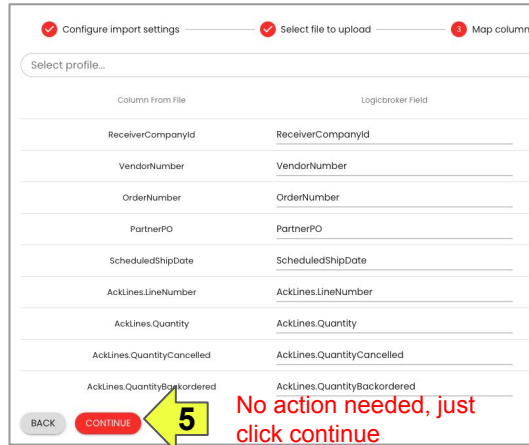 Configure import settings Select file to upload 3 Map column
Select profile...
Column From File Logicbroker Field
ReceiverCompanyId ReceiverCompanyId
VendorNumber VendorNumber
OrderNumber OrderNumber
PartnerPO PartnerPO
ScheduledShipDate ScheduledShipDate
AckLines.LineNumber AckLines.LineNumber
AckLines.Quantity AckLines.Quantity
AckLines.QuantityCancelled AckLines.QuantityCancelled
AckLines.QuantityBackordered AckLines.QuantityBackordered
BACK CONTINUE 5 No action needed, just
click continue